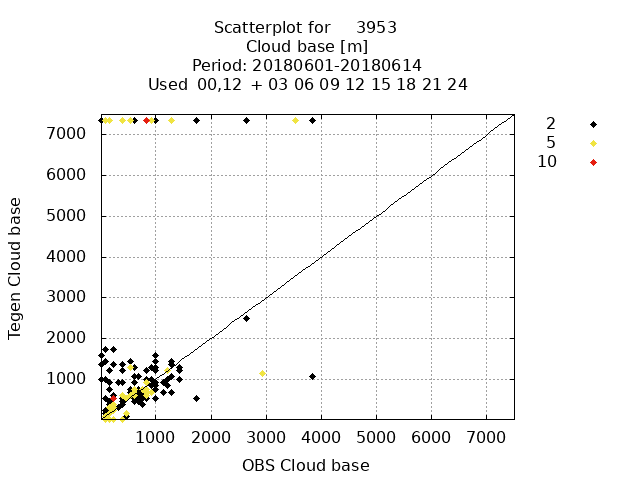 Scatterplot for 3953
Cloud base [m]
Period: 20180601-20180614
Used 00,12 + 03 06 09 12 15 18 21 24
2
5
10
7000
6000
5000
4000
3000
2000
1000
Tegen Cloud base
1000 2000 3000 4000 5000 6000 7000
OBS Cloud base